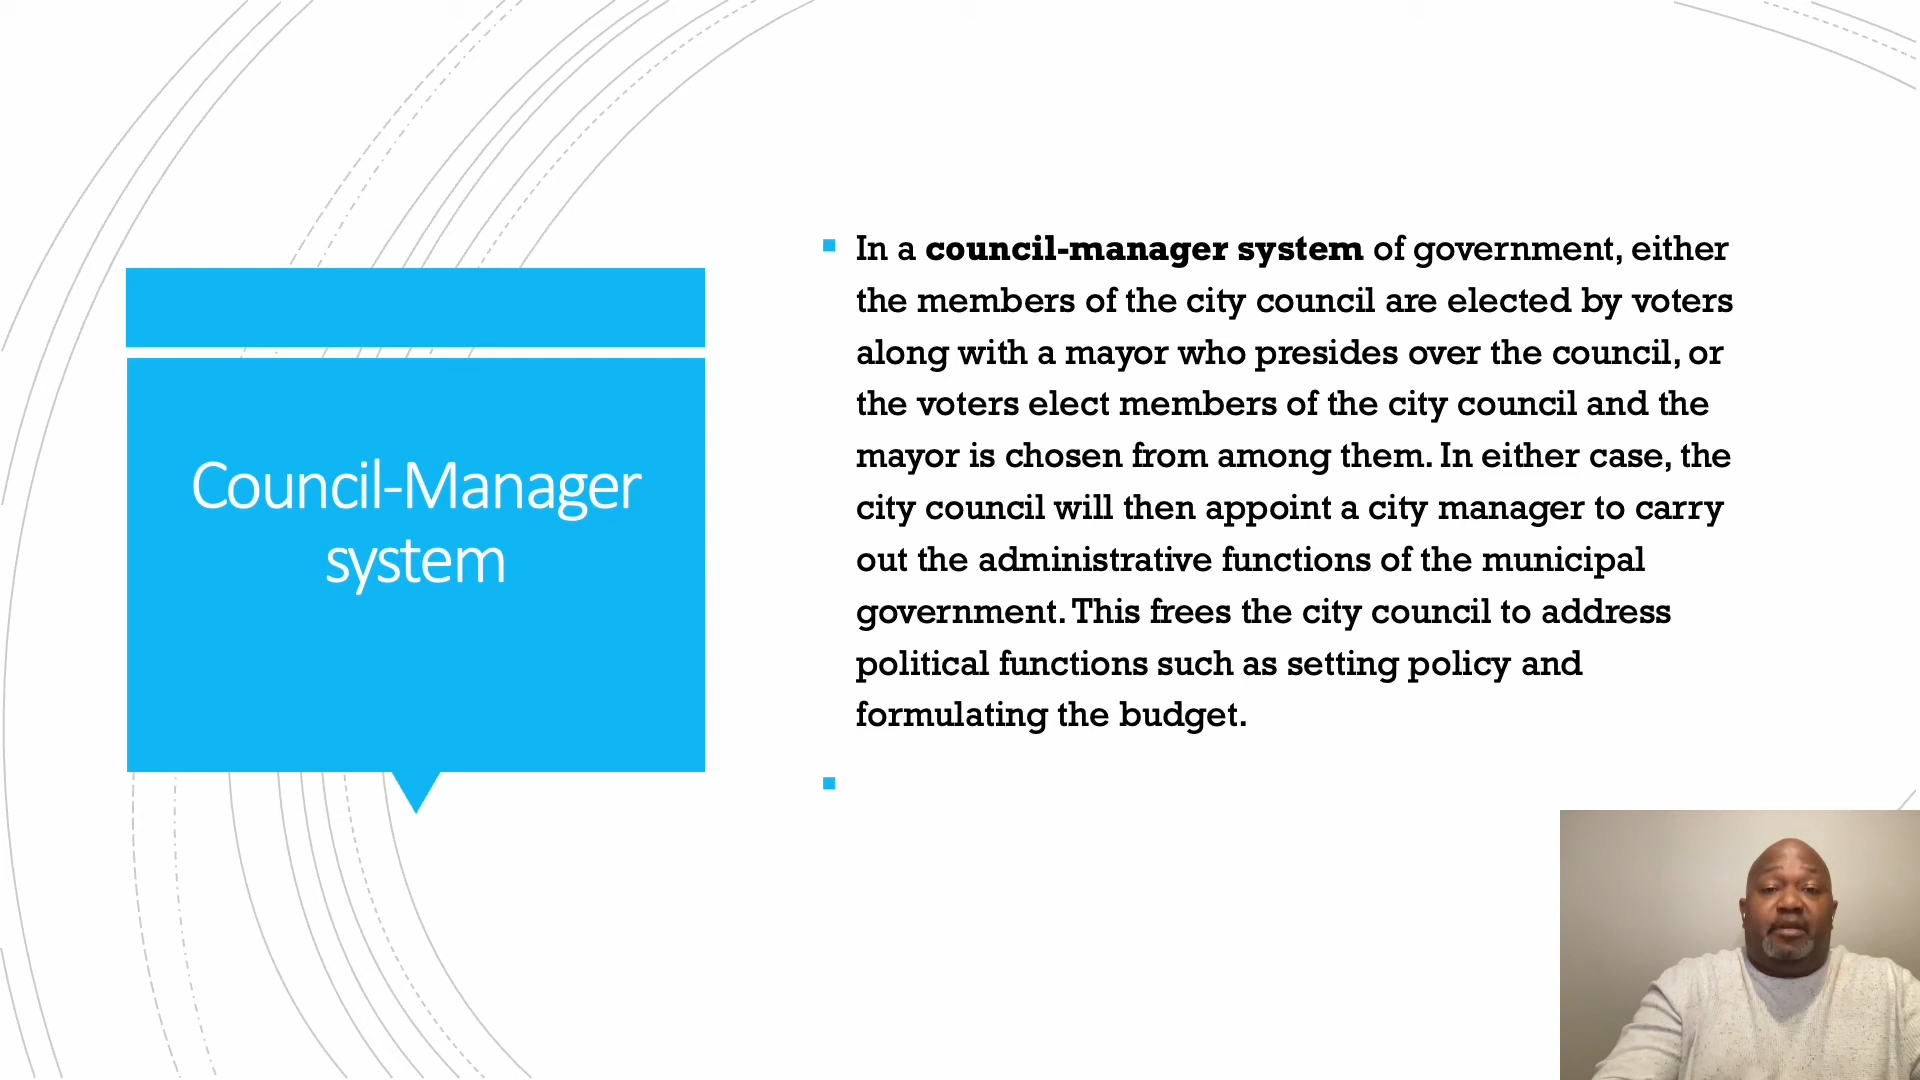 Council-Manager
system
In a council-manager system of government, either
the members of the city council are elected by voters
along with a mayor who presides over the council, or
the voters elect members of the city council and the
mayor is chosen from among them. In either case, the
city council will then appoint a city manager to carry
out the administrative functions of the municipal
government. This frees the city council to address
political functions such as setting policy and
formulating the budget.